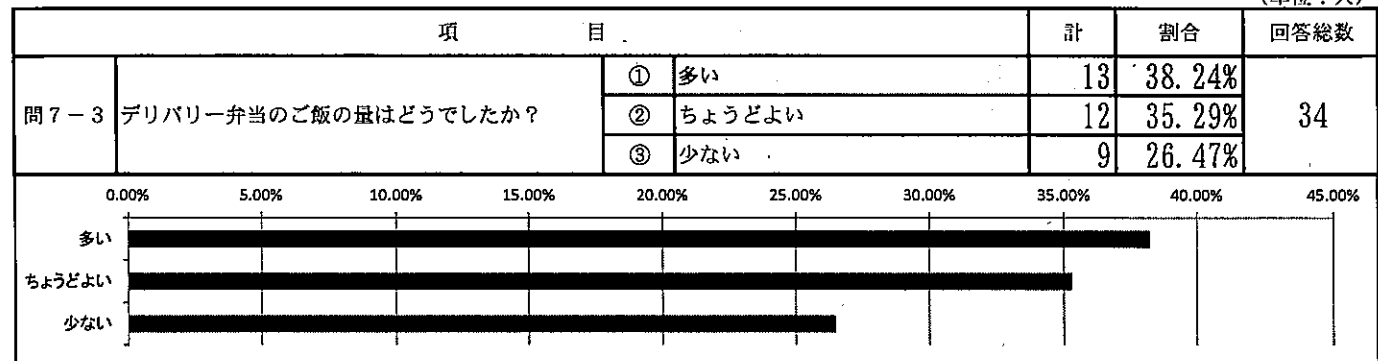 項 目 計 割合 回答総数
問7－3 デリバリー弁当のご飯の量はどうでしたか？ ① 多い 13 38.24% 34
② ちょうどよい 12 35.29%
③ 少ない 9 26.47%
0.00% 5.00% 10.00% 15.00% 20.00% 25.00% 30.00% 35.00% 40.00% 45.00%
多い
ちょうどよい
少ない